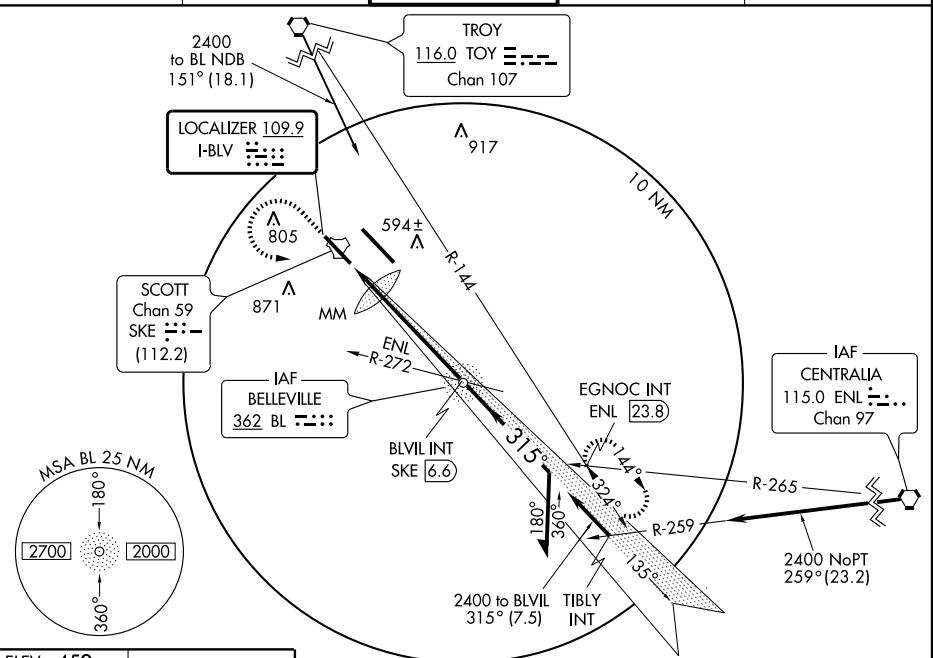 TROY
116.0 TOY
Chan 107
2400
to BL NDB
151° (18.1)
LOCALIZER 109.9
I-BLV
917
10 NM
805
594±
R-144
SCOTT
Chan 59
SKE
(112.2)
871
MM
ENL
R-272
IAF
BELLEVILLE
362 BL
EGNOC INT
ENL 23.8
IAF
CENTRALIA
115.0 ENL
Chan 97
BLVIL INT
SKE 6.6
315°
144°
324°
R-265
R-259
MSA BL 25 NM
180°
2700
2000
360°
180°
360°
135°
2400 NoPT
259° (23.2)
2400 to BLVIL
315° (7.5)
TIBLY
INT